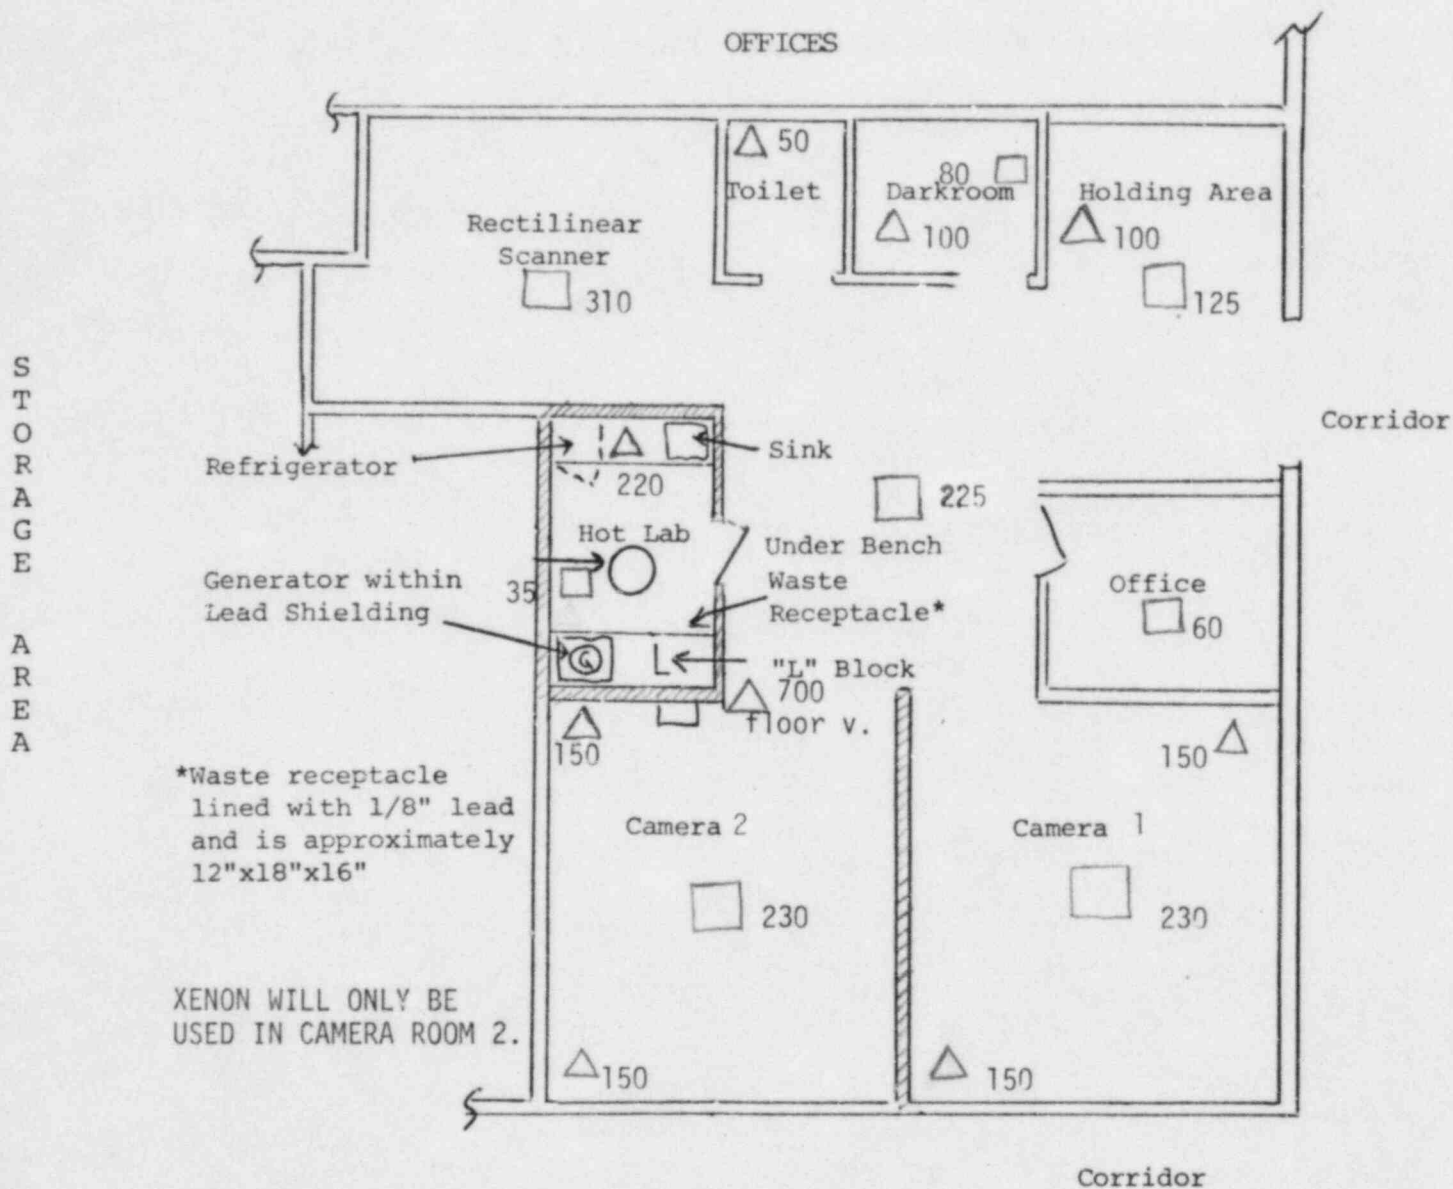 OFFICES
50
Toilet
80
Darkroom
100
Holding Area
100
125
Rectilinear
Scanner
310
STORAGE AREA
Corridor
Refrigerator
Sink
220
225
Hot Lab
Under Bench
Waste
Receptacle*
Generator within
Lead Shielding
35
Office
60
G
L
"L" Block
700
floor v.
150
150
*Waste receptacle
lined with 1/8" lead
and is approximately
12"x18"x16"
Camera 2
Camera 1
230
230
XENON WILL ONLY BE
USED IN CAMERA ROOM 2.
150
150
Corridor